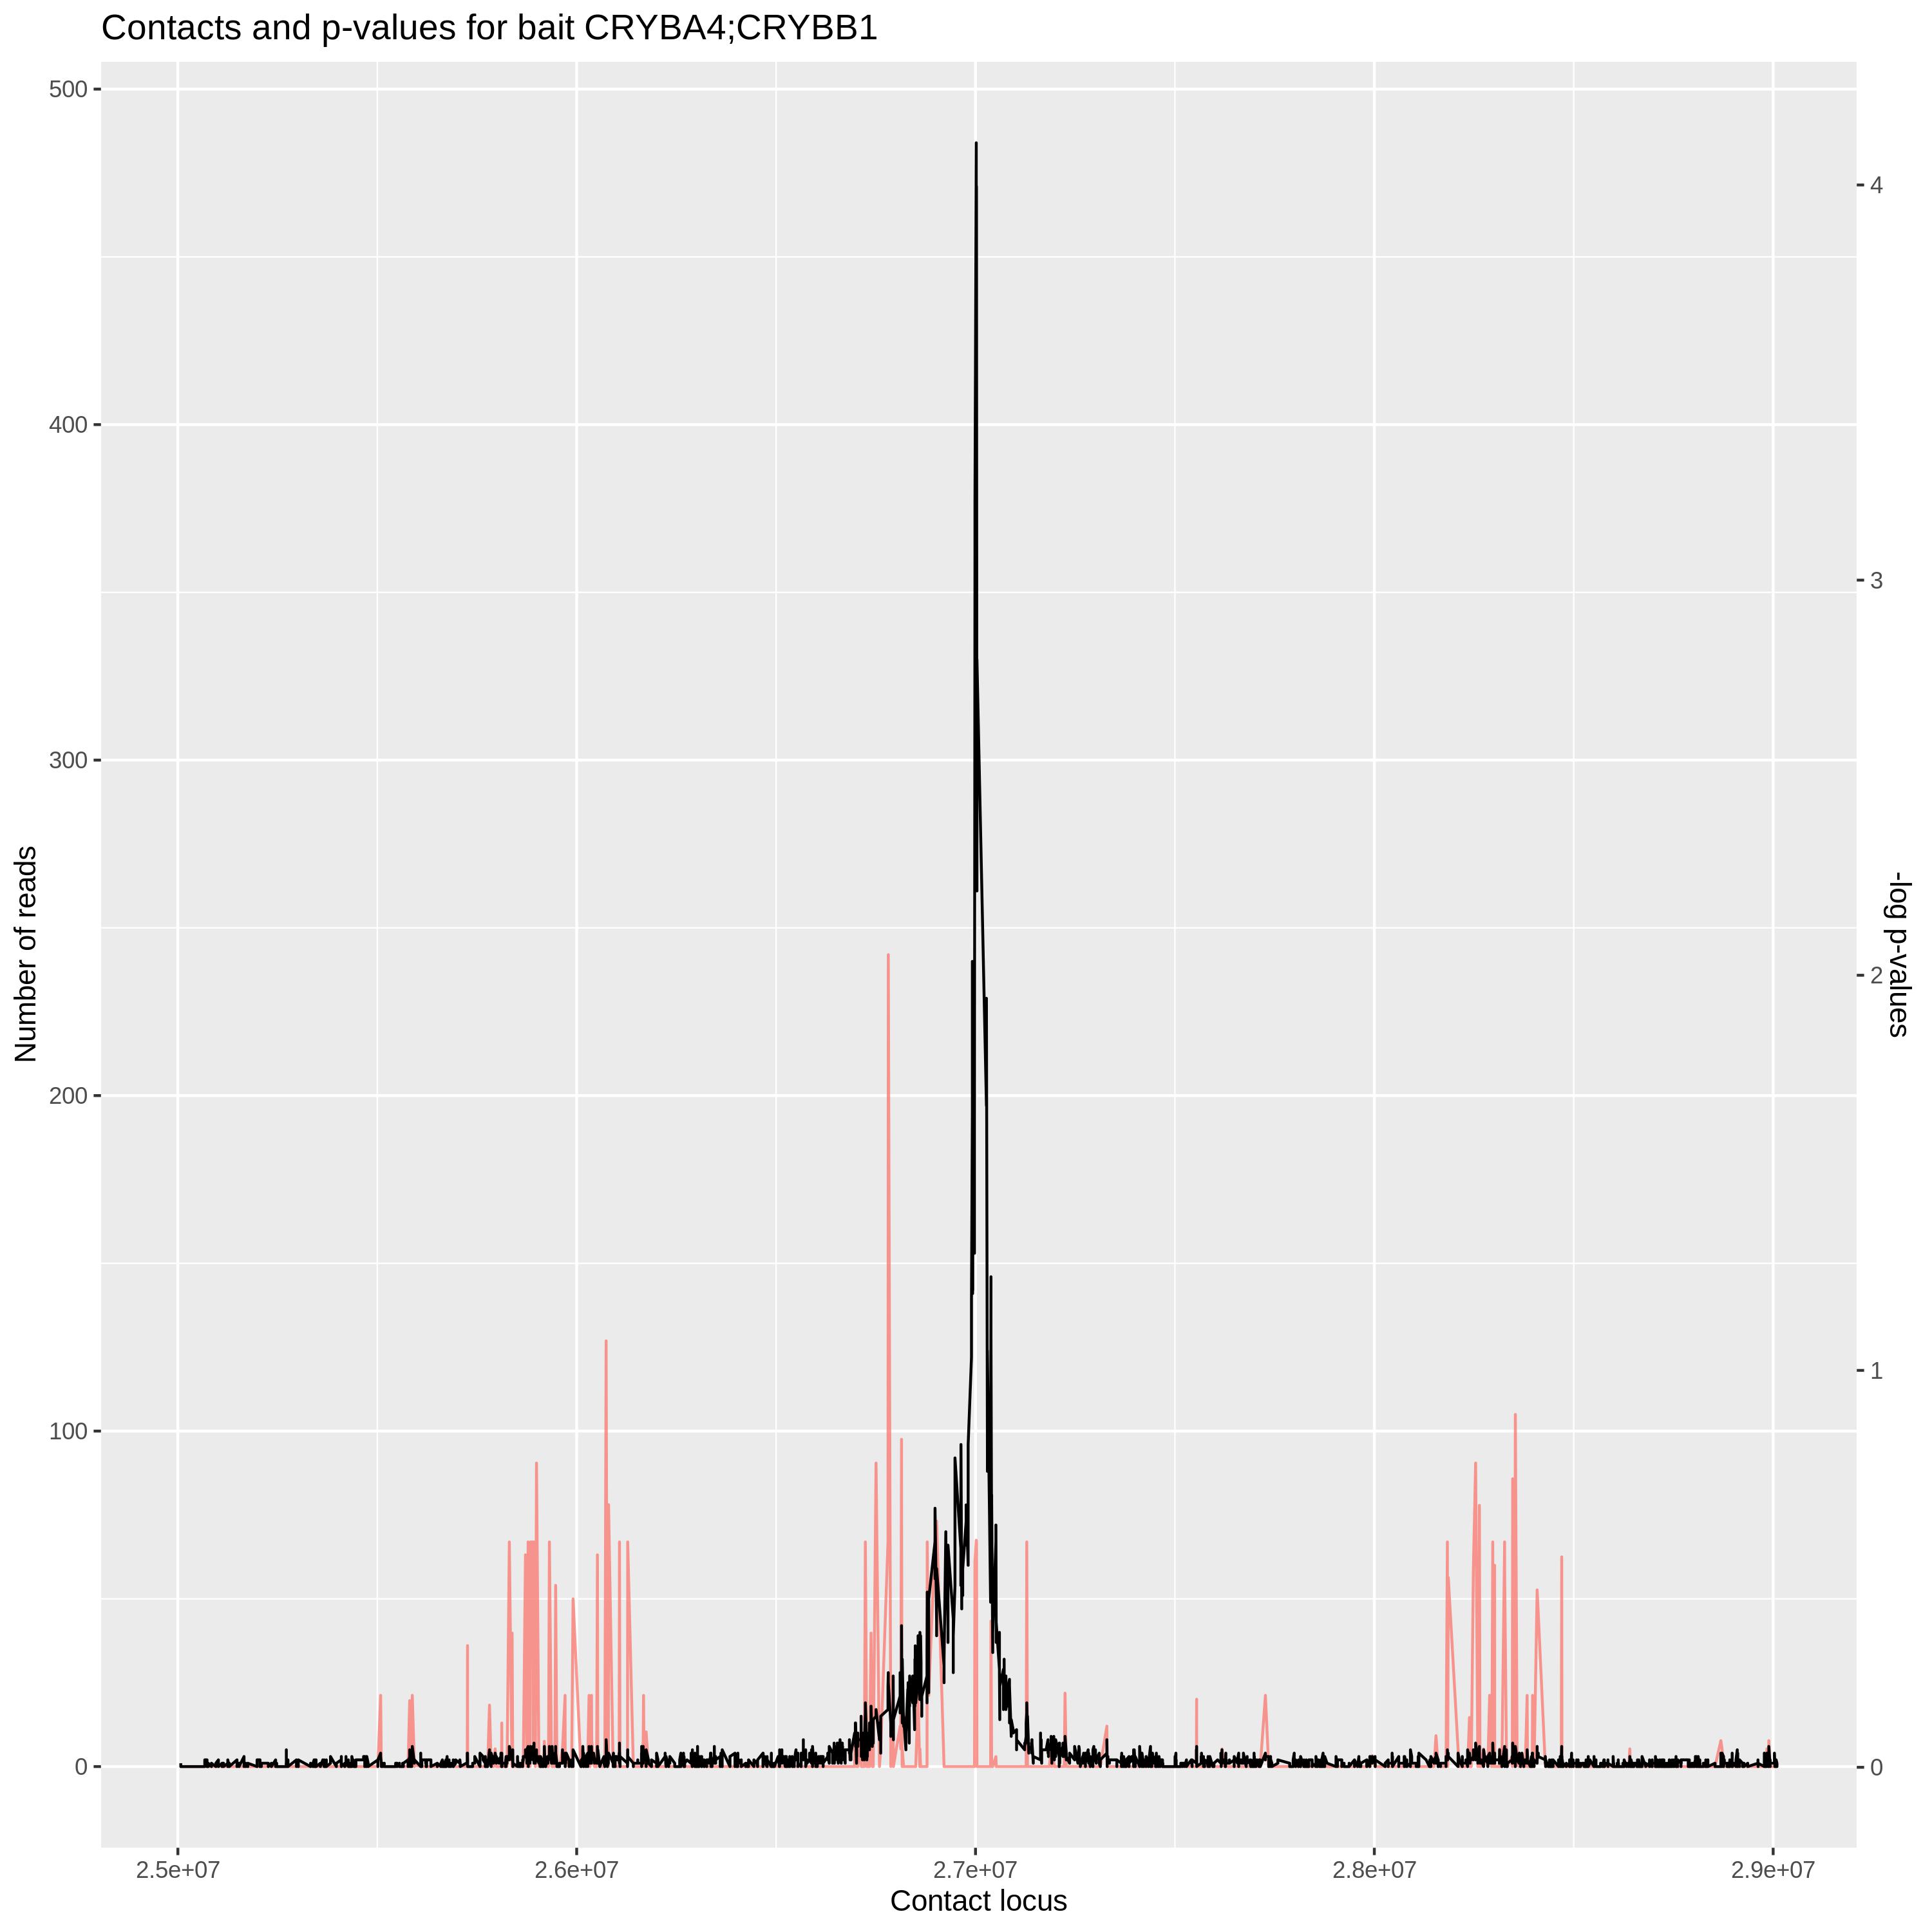 Contacts and p-values for bait CRYBA4;CRYBB1
500
400
300
200
100
0
Number of reads
4
3
2
1
0
-log p-values
2.5e+07
2.6e+07
2.7e+07
2.8e+07
2.9e+07
Contact locus